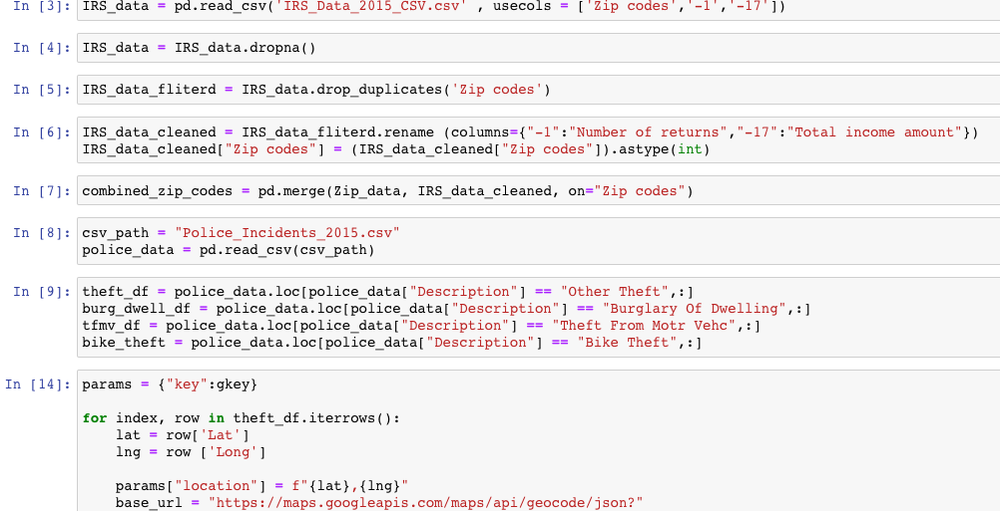 In [3]: IRS_data = pd.read_csv('IRS_Data_2015_CSV.csv' , usecols = ['Zip codes','-1','-17'])
In [4]: IRS_data = IRS_data.dropna()
In [5]: IRS_data_fliterd = IRS_data.drop_duplicates('Zip codes')
In [6]: IRS_data_cleaned = IRS_data_fliterd.rename (columns={"-1":"Number of returns","-17":"Total income amount"})
IRS_data_cleaned["Zip codes"] = (IRS_data_cleaned["Zip codes"]).astype(int)
In [7]: combined_zip_codes = pd.merge(Zip_data, IRS_data_cleaned, on="Zip codes")
In [8]: csv_path = "Police_Incidents_2015.csv"
police_data = pd.read_csv(csv_path)
In [9]: theft_df = police_data.loc[police_data["Description"] == "Other Theft",:]
burg_dwell_df = police_data.loc[police_data["Description"] == "Burglary Of Dwelling",:]
tfmv_df = police_data.loc[police_data["Description"] == "Theft From Motr Vehc",:]
bike_theft = police_data.loc[police_data["Description"] == "Bike Theft",:]
In [14]: params = {"key":gkey}
for index, row in theft_df.iterrows():
    lat = row['Lat']
    lng = row ['Long']
    params["location"] = f"{lat},{lng}"
    base_url = "https://maps.googleapis.com/maps/api/geocode/json?"